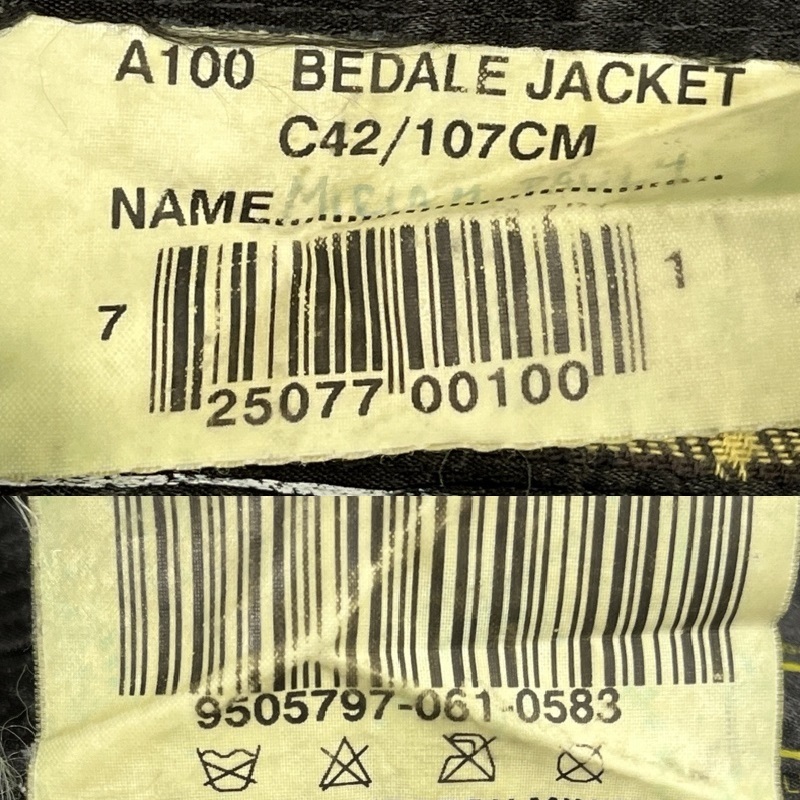 A100 BEDALE JACKET
C42/107CM
NAME
7 25077 00100 1
9505797-061-0583